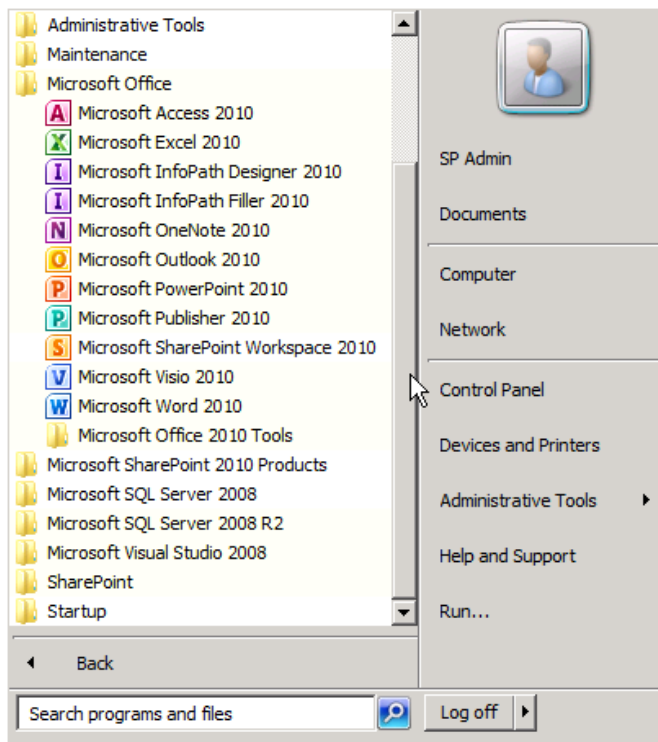 Administrative Tools
Maintenance
Microsoft Office
Microsoft Access 2010
Microsoft Excel 2010
Microsoft InfoPath Designer 2010
Microsoft InfoPath Filler 2010
Microsoft OneNote 2010
Microsoft Outlook 2010
Microsoft PowerPoint 2010
Microsoft Publisher 2010
Microsoft SharePoint Workspace 2010
Microsoft Visio 2010
Microsoft Word 2010
Microsoft Office 2010 Tools
Microsoft SharePoint 2010 Products
Microsoft SQL Server 2008
Microsoft SQL Server 2008 R2
Microsoft Visual Studio 2008
SharePoint
Startup
Back
Search programs and files
SP Admin
Documents
Computer
Network
Control Panel
Devices and Printers
Administrative Tools
Help and Support
Run...
Log off